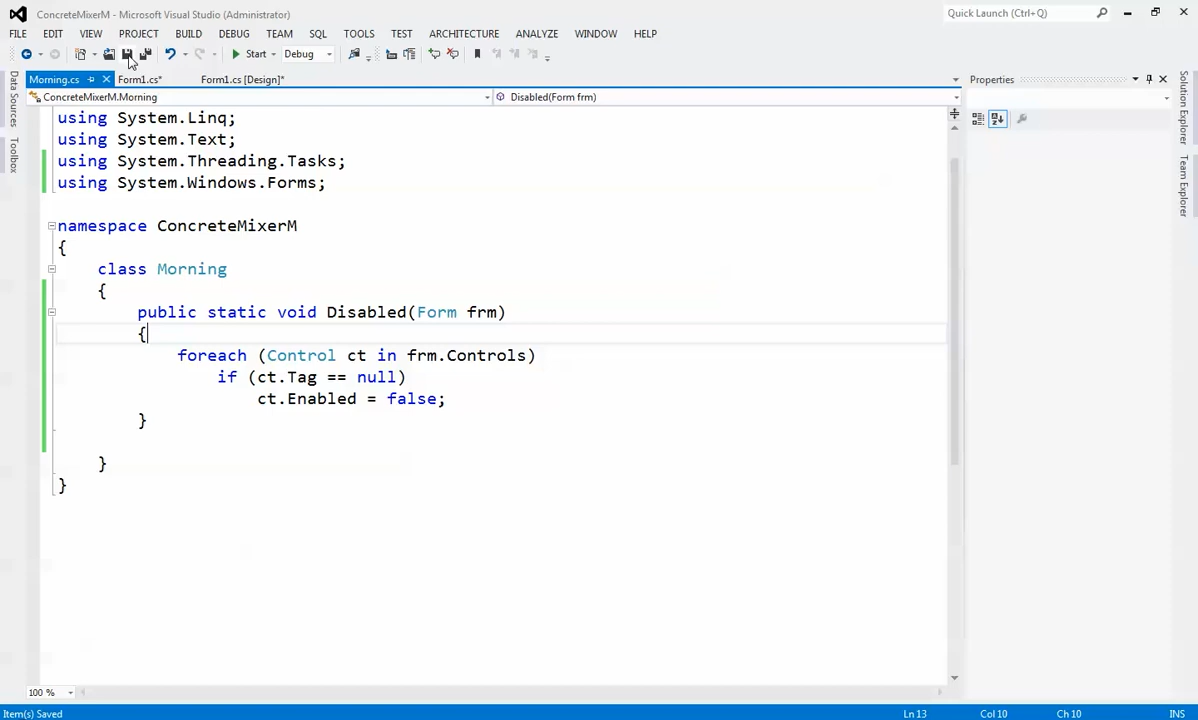 ConcreteMixerM - Microsoft Visual Studio (Administrator)
Quick Launch (Ctrl+Q)
FILE EDIT VIEW PROJECT BUILD DEBUG TEAM SQL TOOLS TEST ARCHITECTURE ANALYZE WINDOW HELP
Start Debug
Morning.cs Form1.cs* Form1.cs [Design]*
Properties
ConcreteMixerM.Morning Disabled(Form frm)
Data Sources
Toolbox
Solution Explorer
Team Explorer
using System.Linq;
using System.Text;
using System.Threading.Tasks;
using System.Windows.Forms;
namespace ConcreteMixerM
{
class Morning
{
public static void Disabled(Form frm)
{
foreach (Control ct in frm.Controls)
if (ct.Tag == null)
ct.Enabled = false;
}
}
}
100 %
Item(s) Saved Ln 13 Col 10 Ch 10 INS